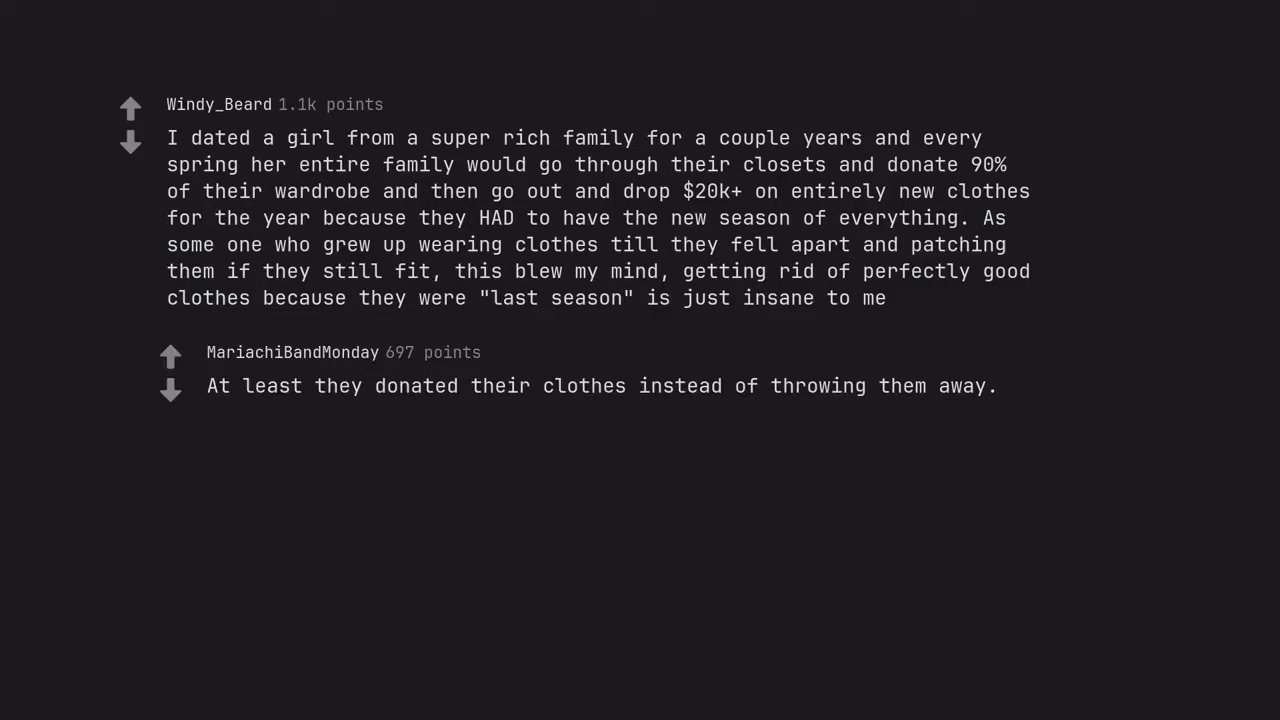 Windy_Beard 1.1k points
I dated a girl from a super rich family for a couple years and every
spring her entire family would go through their closets and donate 90%
of their wardrobe and then go out and drop $20k+ on entirely new clothes
for the year because they HAD to have the new season of everything. As
some one who grew up wearing clothes till they fell apart and patching
them if they still fit, this blew my mind, getting rid of perfectly good
clothes because they were "last season" is just insane to me
MariachiBandMonday 697 points
At least they donated their clothes instead of throwing them away.